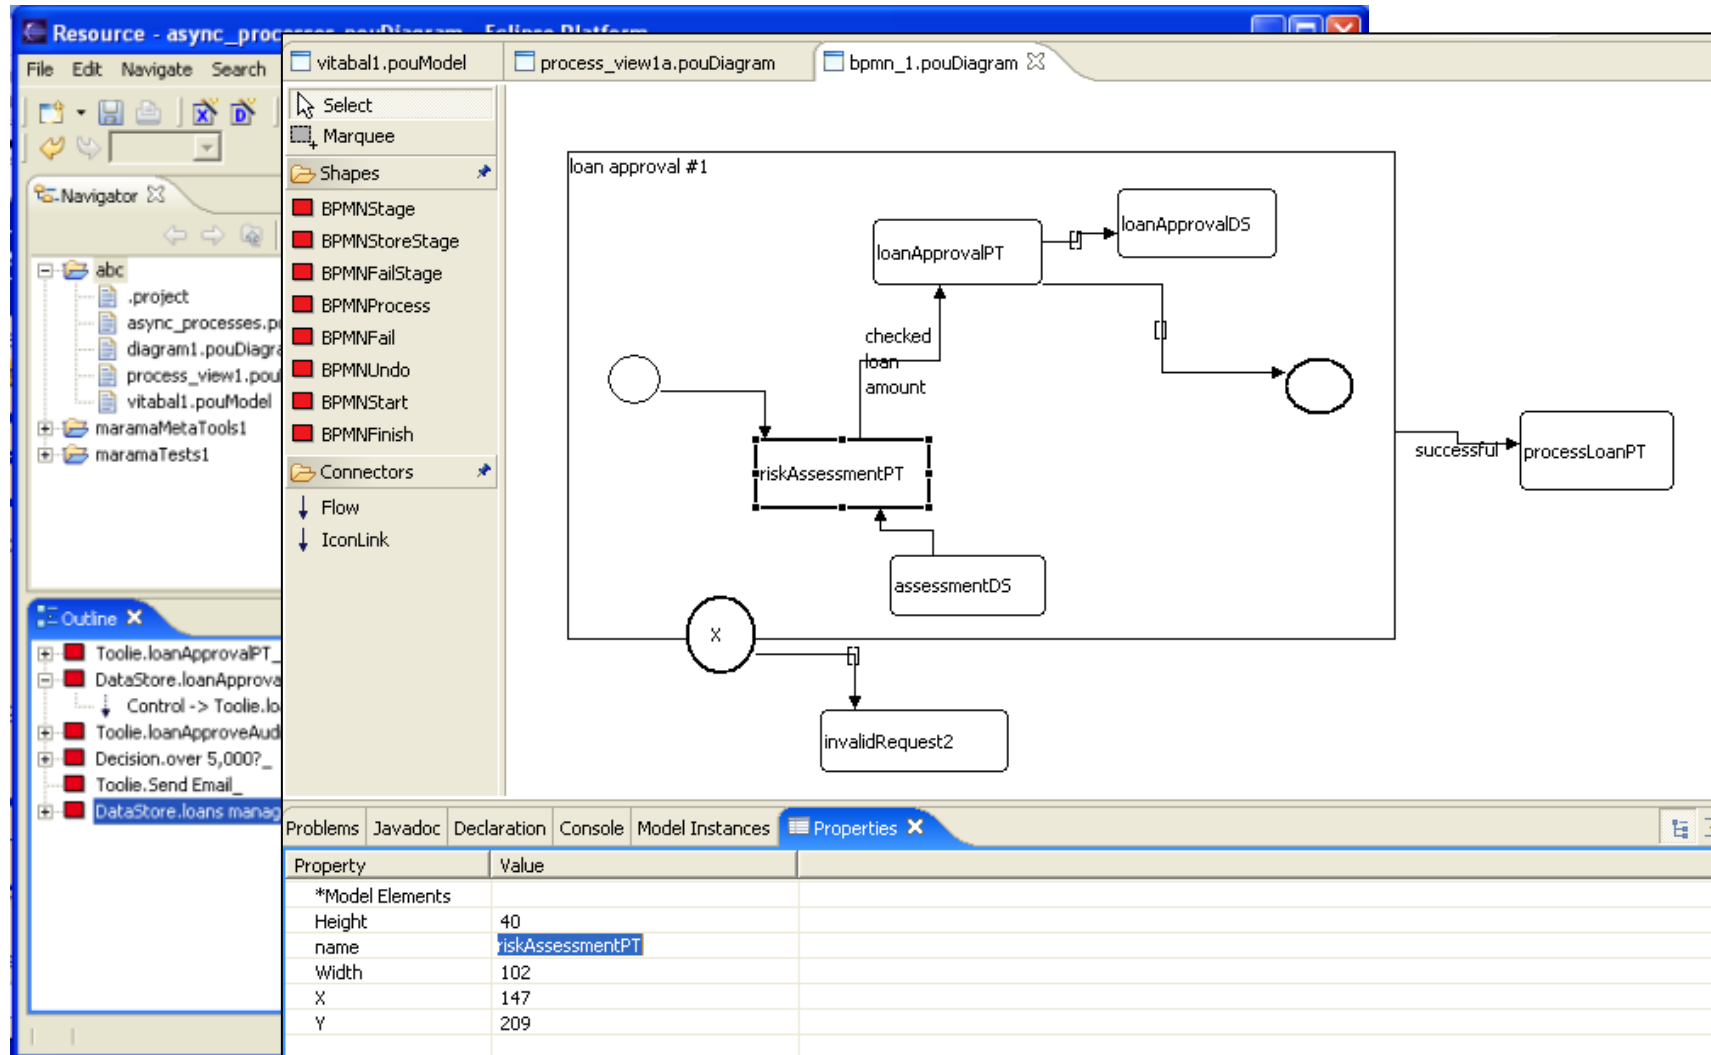 Resource - async_processes.pouDiagram - Eclipse Platform
File Edit Navigate Search
Navigator
abc
.project
async_processes.p
diagram1.pouDiagra
process_view1.pou
vitabal1.pouModel
maramaMetaTools1
maramaTests1
Outline
Toolie.loanApprovalPT_
DataStore.loanApprova
Control -> Toolie.lo
Toolie.loanApproveAud
Decision.over 5,000?_
Toolie.Send Email_
DataStore.loans manag
vitabal1.pouModel process_view1a.pouDiagram bpmn_1.pouDiagram
Select
Marquee
Shapes
BPMNStage
BPMNStoreStage
BPMNFailStage
BPMNProcess
BPMNFail
BPMNUndo
BPMNStart
BPMNFinish
Connectors
Flow
IconLink
loan approval #1
loanApprovalDS
loanApprovalPT
checked
loan
amount
riskAssessmentPT
successful
processLoanPT
assessmentDS
X
invalidRequest2
Problems Javadoc Declaration Console Model Instances Properties
Property Value
*Model Elements
Height 40
name riskAssessmentPT
Width 102
X 147
Y 209